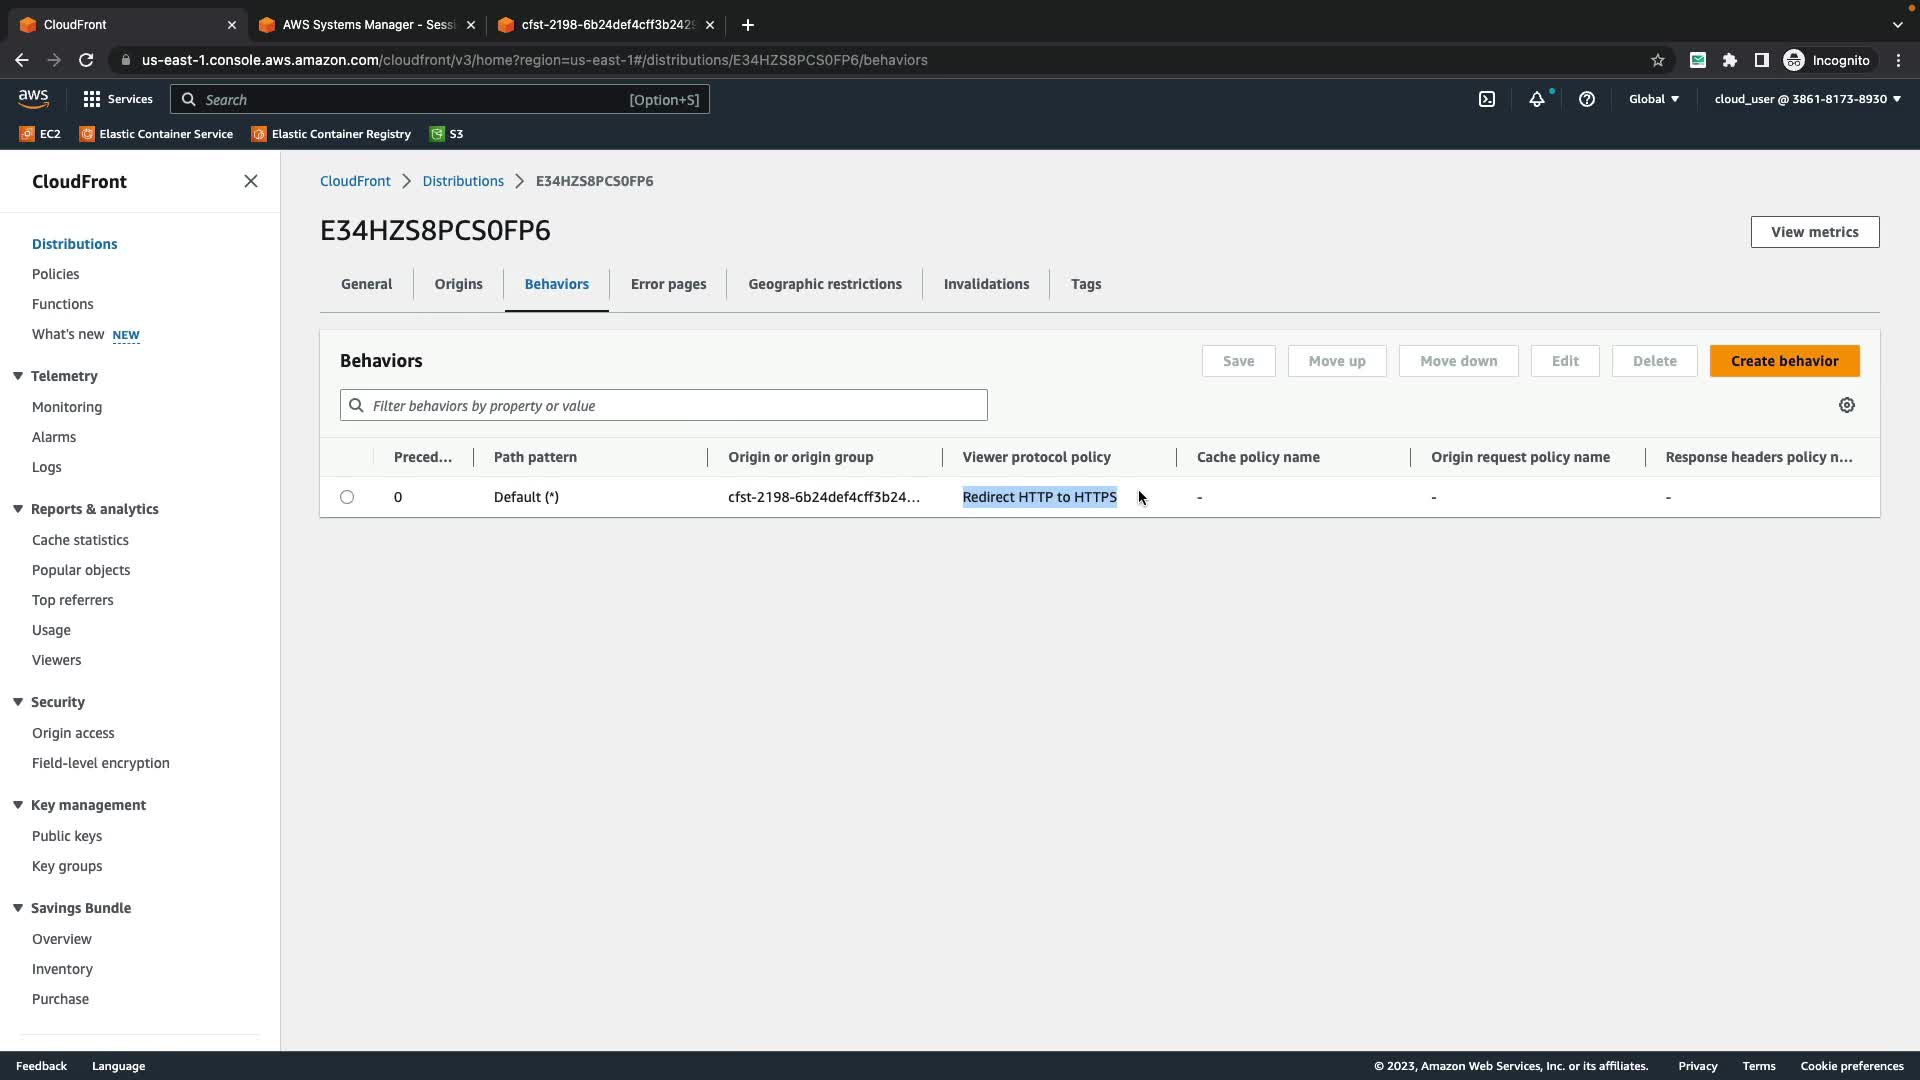 CloudFront
AWS Systems Manager - Sess
cfst-2198-6b24def4cff3b242
us-east-1.console.aws.amazon.com/cloudfront/v3/home?region=us-east-1#/distributions/E34HZS8PCS0FP6/behaviors
Incognito
aws
Services
Search
[Option+S]
Global
cloud_user @ 3861-8173-8930
EC2
Elastic Container Service
Elastic Container Registry
S3
CloudFront
Distributions
Policies
Functions
What's new NEW
Telemetry
Monitoring
Alarms
Logs
Reports & analytics
Cache statistics
Popular objects
Top referrers
Usage
Viewers
Security
Origin access
Field-level encryption
Key management
Public keys
Key groups
Savings Bundle
Overview
Inventory
Purchase
CloudFront
Distributions
E34HZS8PCS0FP6
E34HZS8PCS0FP6
View metrics
General
Origins
Behaviors
Error pages
Geographic restrictions
Invalidations
Tags
Behaviors
Save
Move up
Move down
Edit
Delete
Create behavior
Filter behaviors by property or value
Preced...
Path pattern
Origin or origin group
Viewer protocol policy
Cache policy name
Origin request policy name
Response headers policy n...
0
Default (*)
cfst-2198-6b24def4cff3b24...
Redirect HTTP to HTTPS
-
-
-
Feedback
Language
© 2023, Amazon Web Services, Inc. or its affiliates.
Privacy
Terms
Cookie preferences